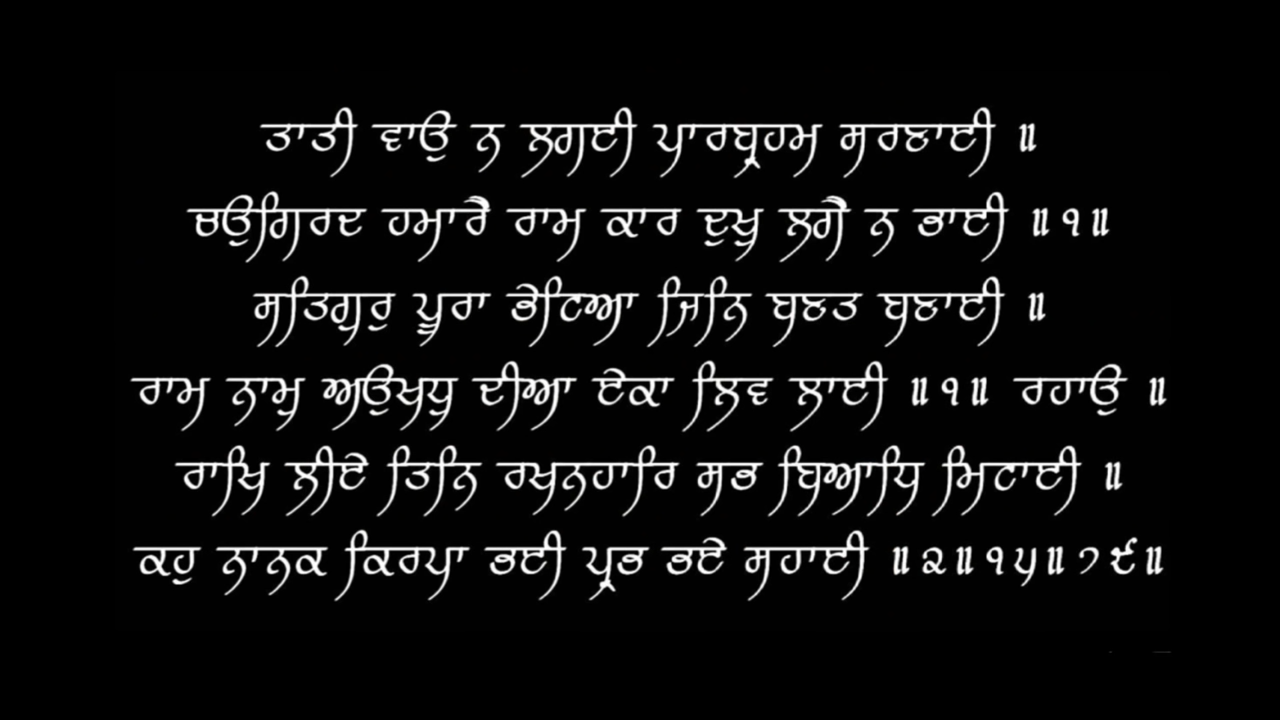 ਤਾਤੀ ਵਾਉ ਨ ਲਗਈ ਪਾਰਬ੍ਰਹਮ ਸਰਣਾਈ ॥
ਚਉਗਿਰਦ ਹਮਾਰੈ ਰਾਮ ਕਾਰ ਦੁਖੁ ਲਗੈ ਨ ਭਾਈ ॥੧॥
ਸਤਿਗੁਰੁ ਪੂਰਾ ਭੇਟਿਆ ਜਿਨਿ ਬਣਤ ਬਣਾਈ ॥
ਰਾਮ ਨਾਮੁ ਅਉਖਧੁ ਦੀਆ ਏਕਾ ਲਿਵ ਲਾਈ ॥੧॥ ਰਹਾਉ ॥
ਰਾਖਿ ਲੀਏ ਤਿਨਿ ਰਖਨਹਾਰਿ ਸਭ ਬਿਆਧਿ ਮਿਟਾਈ ॥
ਕਹੁ ਨਾਨਕ ਕਿਰਪਾ ਭਈ ਪ੍ਰਭ ਭਏ ਸਹਾਈ ॥੨॥੧੫॥੭੯॥